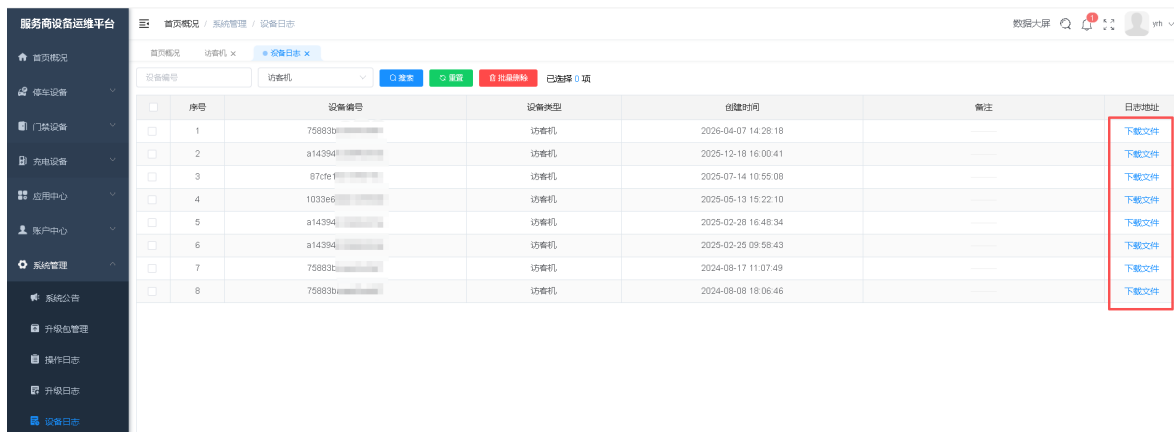 服务商设备运维平台
首页概况 / 系统管理 / 设备日志
数据大屏 1 yrh
首页概况 访客机 × 设备日志 ×
首页概况
停车设备
门禁设备
充电设备
应用中心
账户中心
系统管理
系统公告
升级包管理
操作日志
升级日志
设备日志
设备编号 访客机 搜索 重置 批量删除 已选择 0 项
序号 设备编号 设备类型 创建时间 备注 日志地址
1 75883b 访客机 2026-04-07 14:28:18 下载文件
2 a14394 访客机 2025-12-18 16:00:41 下载文件
3 87cfe1 访客机 2025-07-14 10:55:08 下载文件
4 1033e6 访客机 2025-05-13 15:22:10 下载文件
5 a14394 访客机 2025-02-28 16:48:34 下载文件
6 a14394 访客机 2025-02-25 09:58:43 下载文件
7 75883b 访客机 2024-08-17 11:07:49 下载文件
8 75883b 访客机 2024-08-08 18:06:46 下载文件